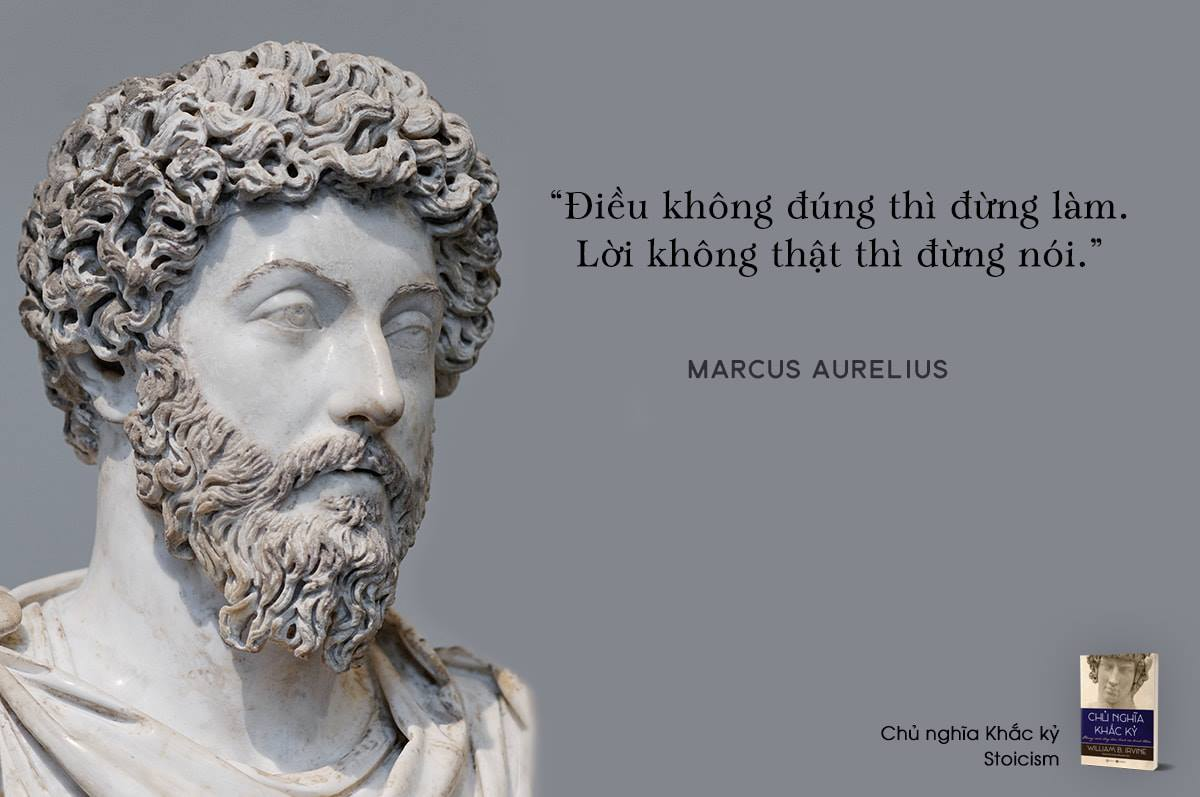 “Điều không đúng thì đừng làm.
Lời không thật thì đừng nói.”
MARCUS AURELIUS
Chủ nghĩa Khắc kỷ
Stoicism
CHỦ NGHĨA
KHẮC KỶ
WILLIAM B. IRVINE